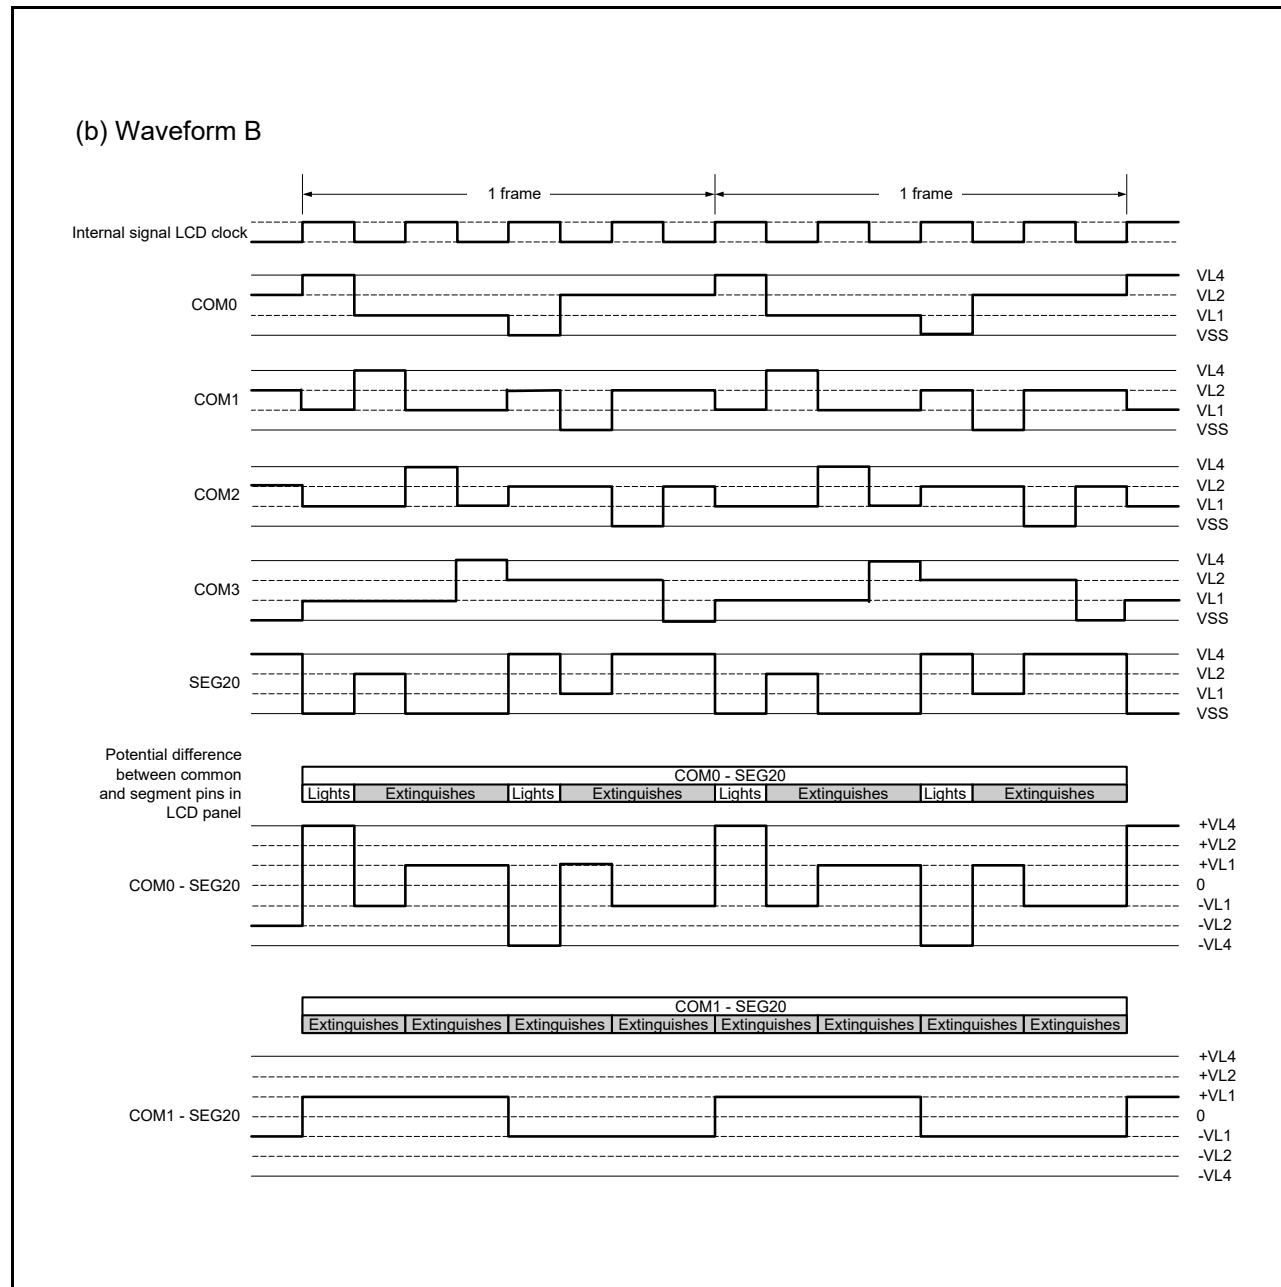 (b) Waveform B
1 frame
1 frame
Internal signal LCD clock
COM0
VL4
VL2
VL1
VSS
COM1
VL4
VL2
VL1
VSS
COM2
VL4
VL2
VL1
VSS
COM3
VL4
VL2
VL1
VSS
SEG20
VL4
VL2
VL1
VSS
Potential difference
between common
and segment pins in
LCD panel
COM0 - SEG20
Lights Extinguishes Lights Extinguishes Lights Extinguishes Lights Extinguishes
COM0 - SEG20
+VL4
+VL2
+VL1
0
-VL1
-VL2
-VL4
COM1 - SEG20
Extinguishes Extinguishes Extinguishes Extinguishes Extinguishes Extinguishes Extinguishes Extinguishes
COM1 - SEG20
+VL4
+VL2
+VL1
0
-VL1
-VL2
-VL4